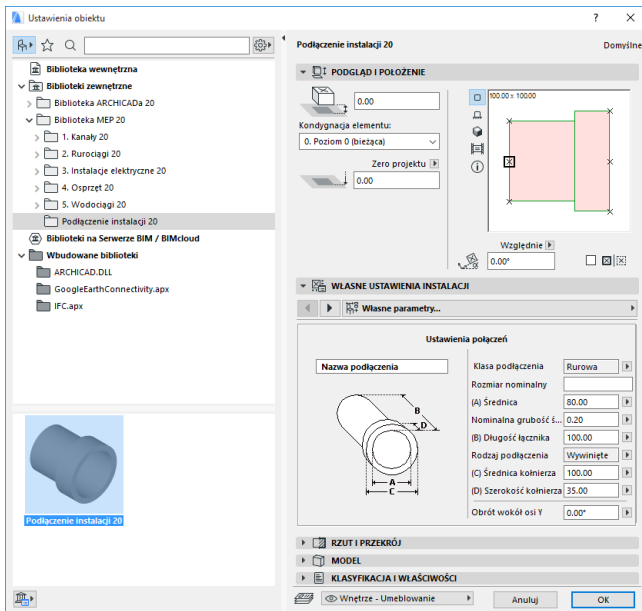 Ustawienia obiektu
? X
Biblioteka wewnętrzna
Biblioteki zewnętrzne
Biblioteka ARCHICADa 20
Biblioteka MEP 20
1. Kanały 20
2. Rurociągi 20
3. Instalacje elektryczne 20
4. Osprzęt 20
5. Wodociągi 20
Podłączenie instalacji 20
Biblioteki na Serwerze BIM / BIMcloud
Wbudowane biblioteki
ARCHICAD.DLL
GoogleEarthConnectivity.apx
IFC.apx
Podłączenie instalacji 20
Podłączenie instalacji 20 Domyślne
PODGLĄD I POŁOŻENIE
0.00
Kondygnacja elementu:
0. Poziom 0 (bieżąca)
Zero projektu
0.00
100.00 x 100.00
Względnie
0.00°
WŁASNE USTAWIENIA INSTALACJI
Własne parametry...
Ustawienia połączeń
Nazwa podłączenia
B
D
A
C
Klasa podłączenia Rurowa
Rozmiar nominalny
(A) Średnica 80.00
Nominalna grubość ś... 0.20
(B) Długość łącznika 100.00
Rodzaj podłączenia Wywinięte
(C) Średnica kołnierza 100.00
(D) Szerokość kołnierza 35.00
Obrót wokół osi Y 0.00°
RZUT I PRZEKRÓJ
MODEL
KLASYFIKACJA I WŁAŚCIWOŚCI
Wnętrze - Umeblowanie
Anuluj
OK